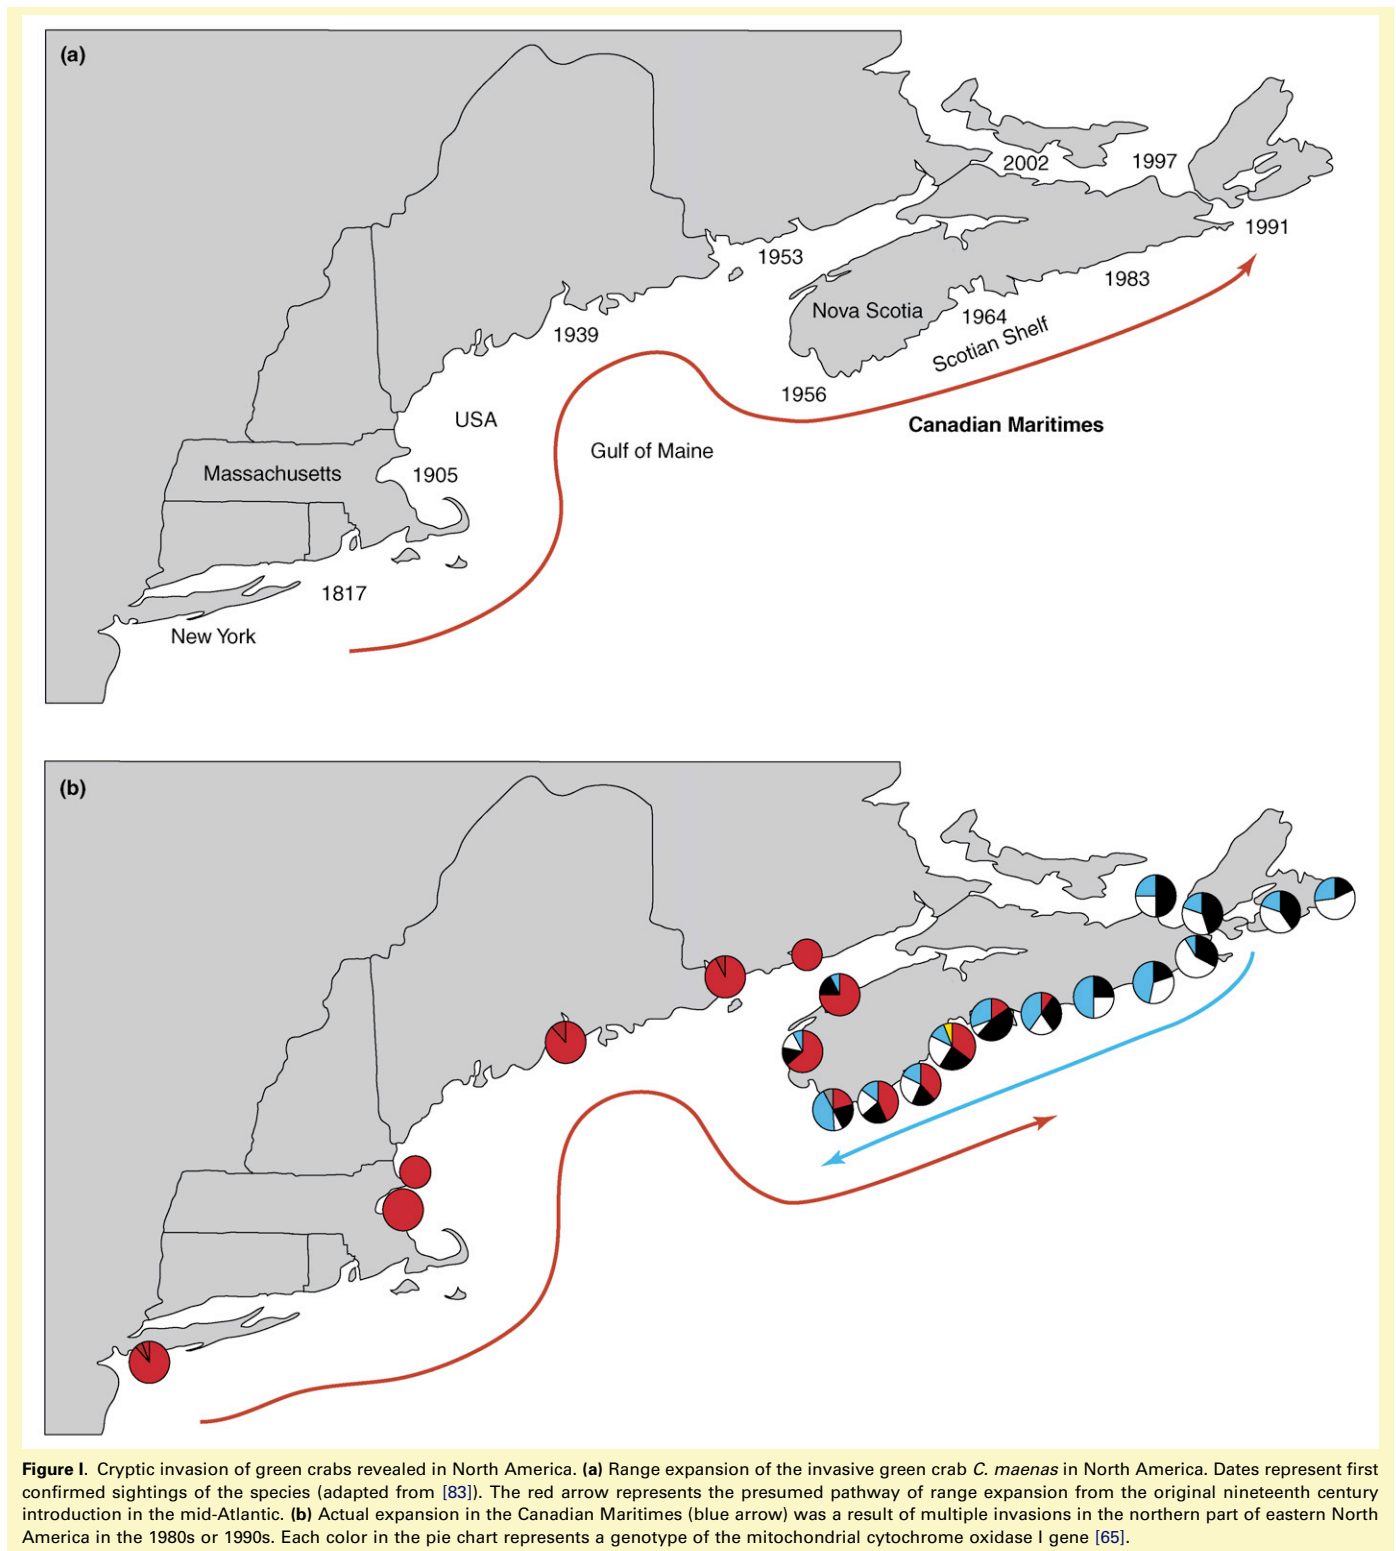 (a)
2002
1997
1991
1953
1983
Nova Scotia
1964
1939
Scotian Shelf
1956
USA
Canadian Maritimes
Gulf of Maine
Massachusetts
1905
1817
New York
(b)
Figure I. Cryptic invasion of green crabs revealed in North America. (a) Range expansion of the invasive green crab C. maenas in North America. Dates represent first
confirmed sightings of the species (adapted from [83]). The red arrow represents the presumed pathway of range expansion from the original nineteenth century
introduction in the mid-Atlantic. (b) Actual expansion in the Canadian Maritimes (blue arrow) was a result of multiple invasions in the northern part of eastern North
America in the 1980s or 1990s. Each color in the pie chart represents a genotype of the mitochondrial cytochrome oxidase I gene [65].